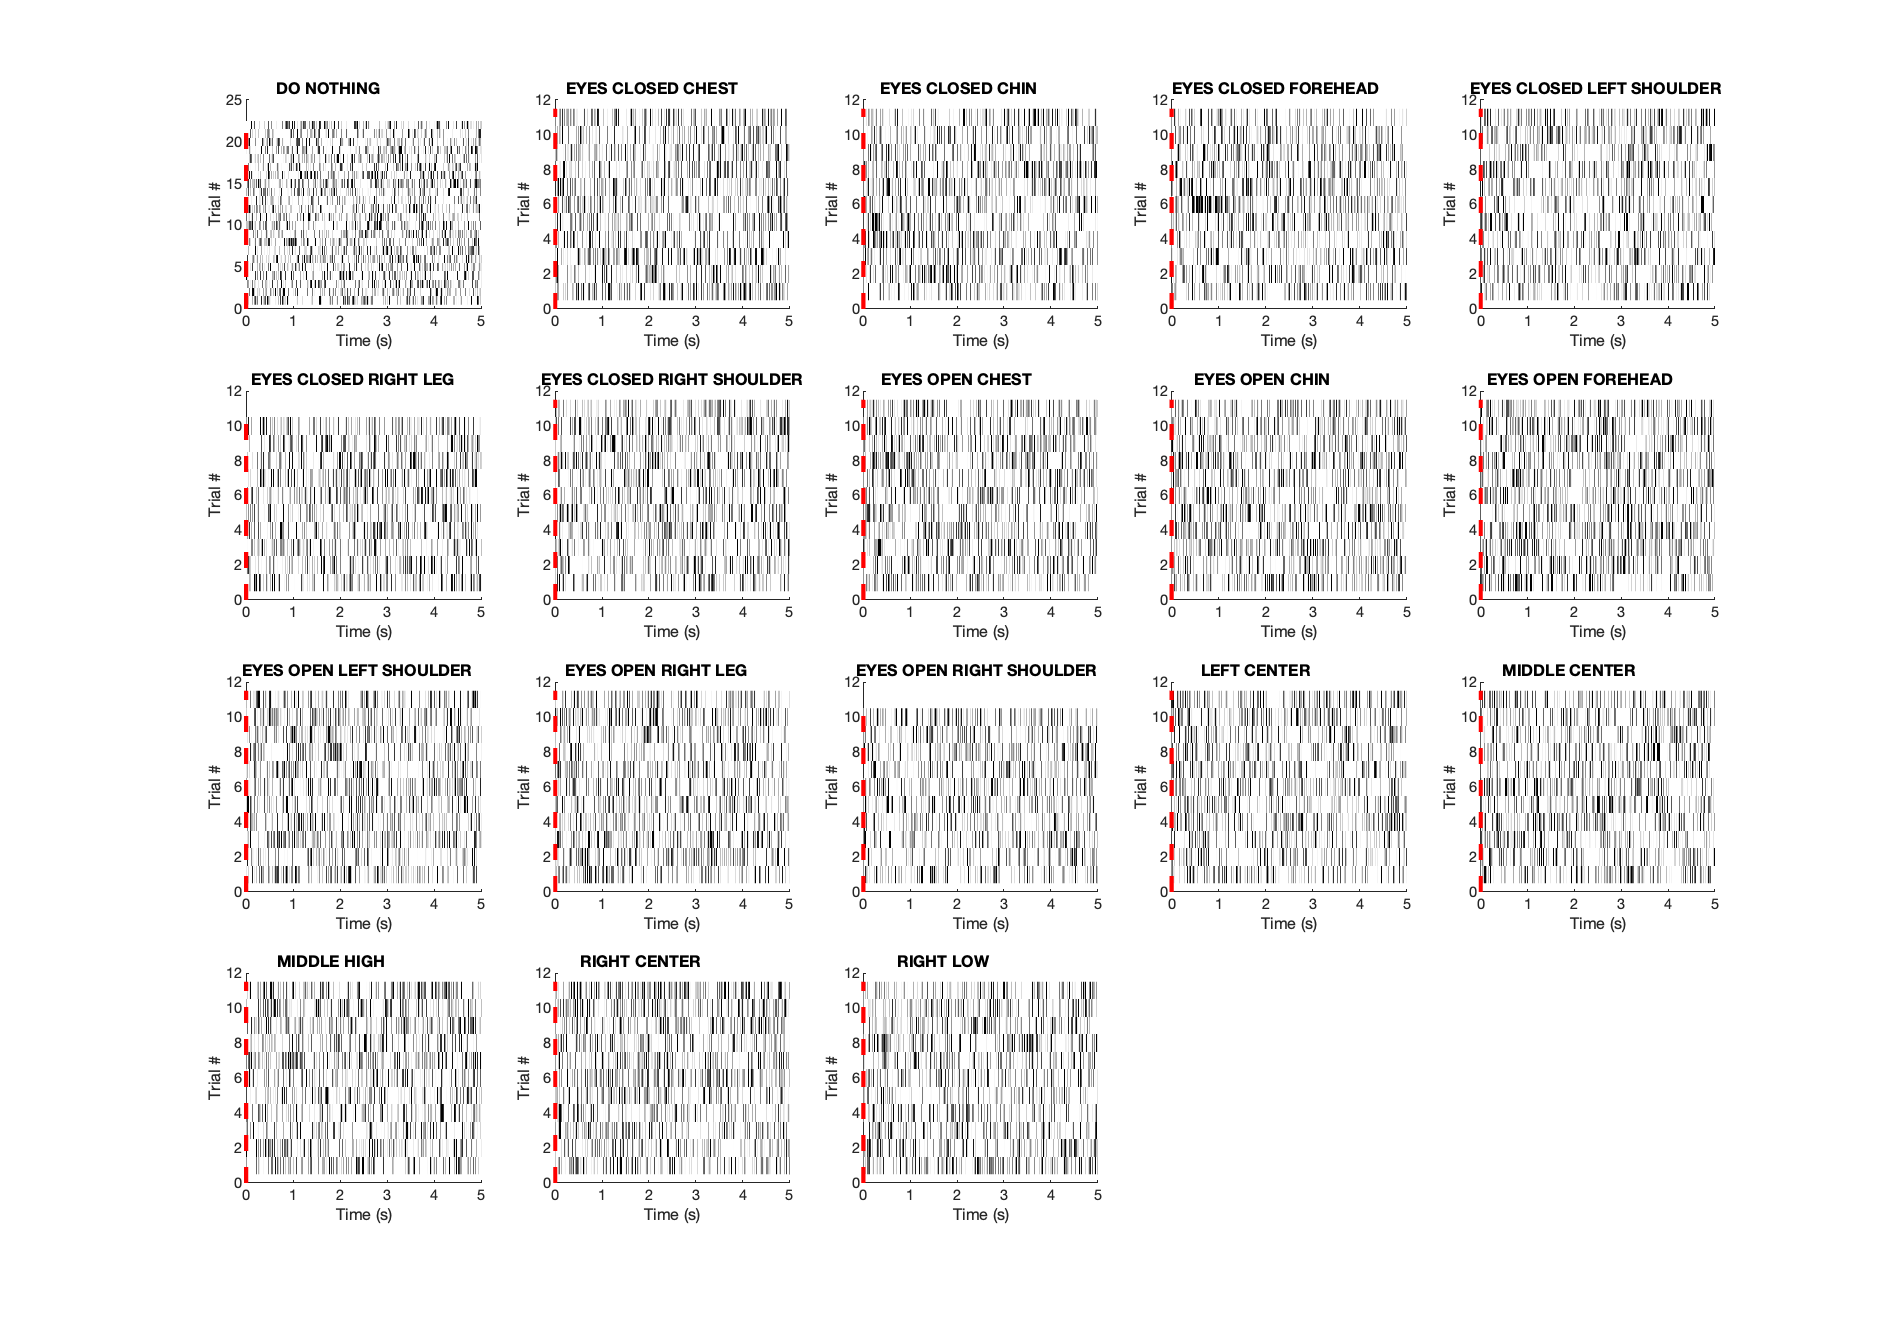 DO NOTHING
25
20
15
10
5
0
Trial #
0 1 2 3 4 5
Time (s)
EYES CLOSED CHEST
12
10
8
6
4
2
0
Trial #
0 1 2 3 4 5
Time (s)
EYES CLOSED CHIN
12
10
8
6
4
2
0
Trial #
0 1 2 3 4 5
Time (s)
EYES CLOSED FOREHEAD
12
10
8
6
4
2
0
Trial #
0 1 2 3 4 5
Time (s)
EYES CLOSED LEFT SHOULDER
12
10
8
6
4
2
0
Trial #
0 1 2 3 4 5
Time (s)
EYES CLOSED RIGHT LEG
12
10
8
6
4
2
0
Trial #
0 1 2 3 4 5
Time (s)
EYES CLOSED RIGHT SHOULDER
12
10
8
6
4
2
0
Trial #
0 1 2 3 4 5
Time (s)
EYES OPEN CHEST
12
10
8
6
4
2
0
Trial #
0 1 2 3 4 5
Time (s)
EYES OPEN CHIN
12
10
8
6
4
2
0
Trial #
0 1 2 3 4 5
Time (s)
EYES OPEN FOREHEAD
12
10
8
6
4
2
0
Trial #
0 1 2 3 4 5
Time (s)
EYES OPEN LEFT SHOULDER
12
10
8
6
4
2
0
Trial #
0 1 2 3 4 5
Time (s)
EYES OPEN RIGHT LEG
12
10
8
6
4
2
0
Trial #
0 1 2 3 4 5
Time (s)
EYES OPEN RIGHT SHOULDER
12
10
8
6
4
2
0
Trial #
0 1 2 3 4 5
Time (s)
LEFT CENTER
12
10
8
6
4
2
0
Trial #
0 1 2 3 4 5
Time (s)
MIDDLE CENTER
12
10
8
6
4
2
0
Trial #
0 1 2 3 4 5
Time (s)
MIDDLE HIGH
12
10
8
6
4
2
0
Trial #
0 1 2 3 4 5
Time (s)
RIGHT CENTER
12
10
8
6
4
2
0
Trial #
0 1 2 3 4 5
Time (s)
RIGHT LOW
12
10
8
6
4
2
0
Trial #
0 1 2 3 4 5
Time (s)